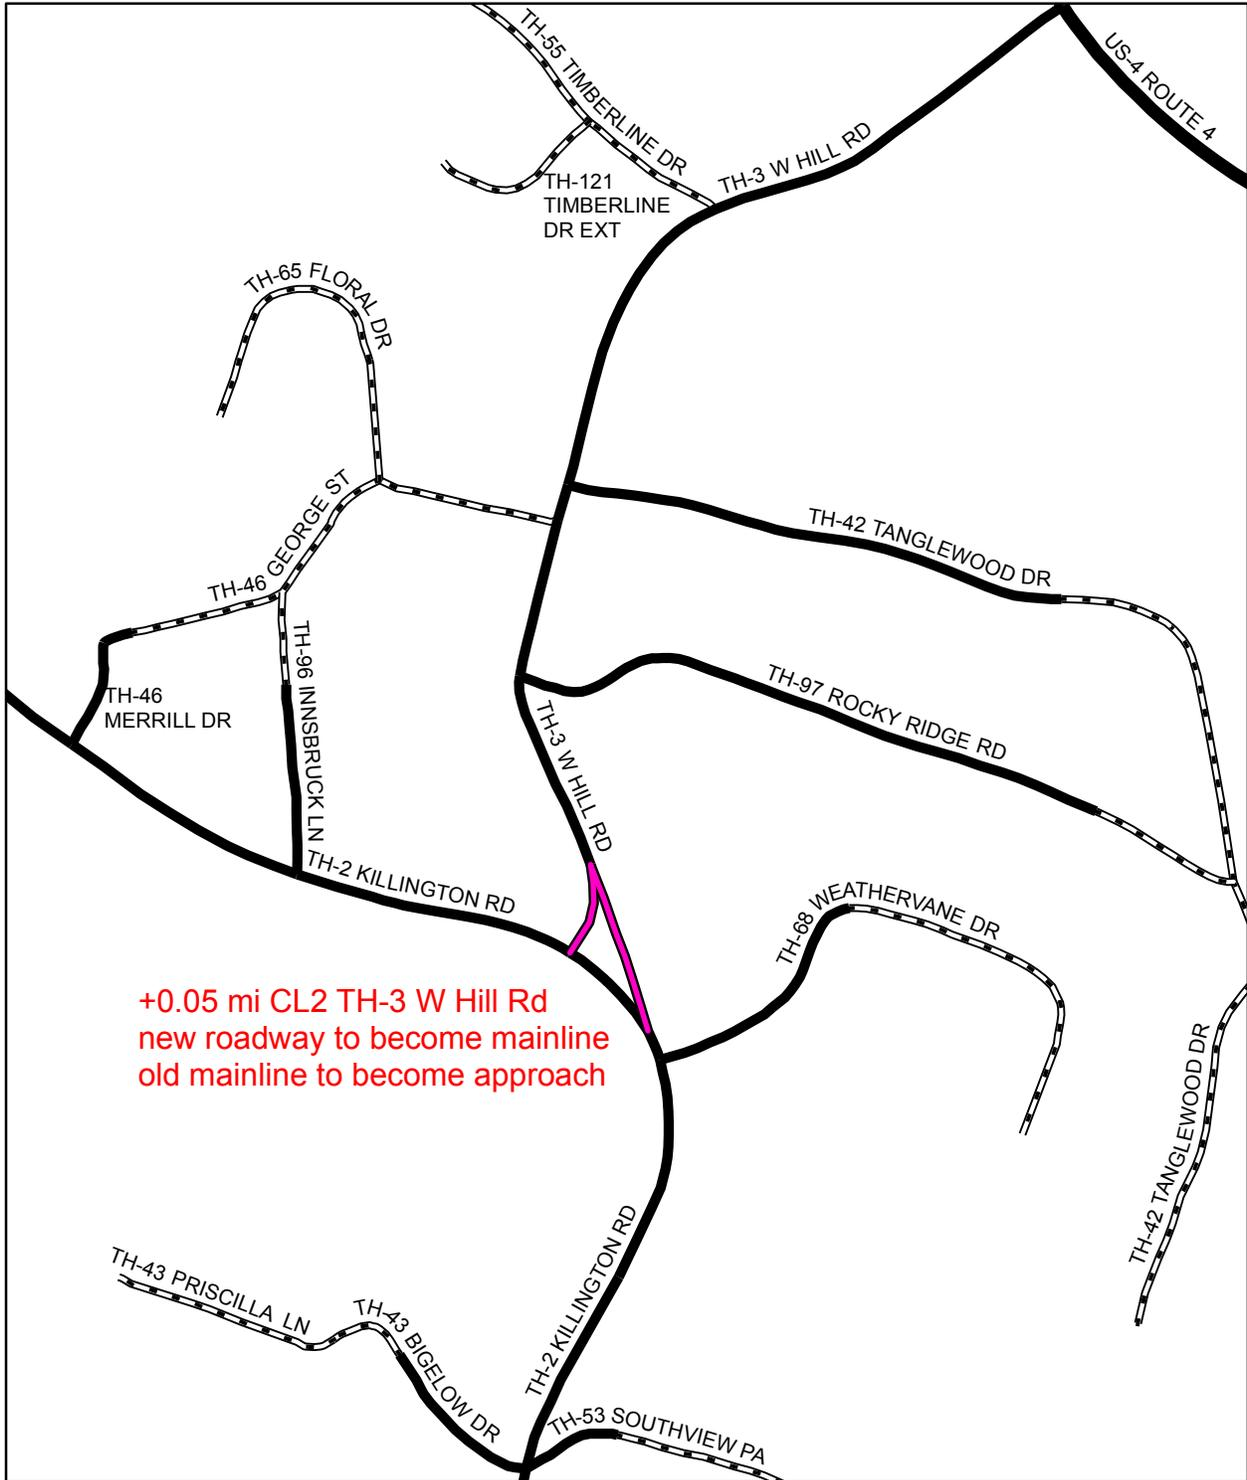 TH-55 TIMBERLINE DR
US-4 ROUTE 4
TH-3 W HILL RD
TH-121
TIMBERLINE
DR EXT
TH-65 FLORAL DR
TH-46 GEORGE ST
TH-42 TANGLEWOOD DR
TH-96 INNSBRUCK LN
TH-46
MERRILL DR
TH-97 ROCKY RIDGE RD
TH-3 W HILL RD
TH-2 KILLINGTON RD
TH-68 WEATHERVANE DR
+0.05 mi CL2 TH-3 W Hill Rd
new roadway to become mainline
old mainline to become approach
TH-42 TANGLEWOOD DR
TH-2 KILLINGTON RD
TH-43 PRISCILLA LN
TH-43 BIGELOW DR
TH-53 SOUTHVIEW PA